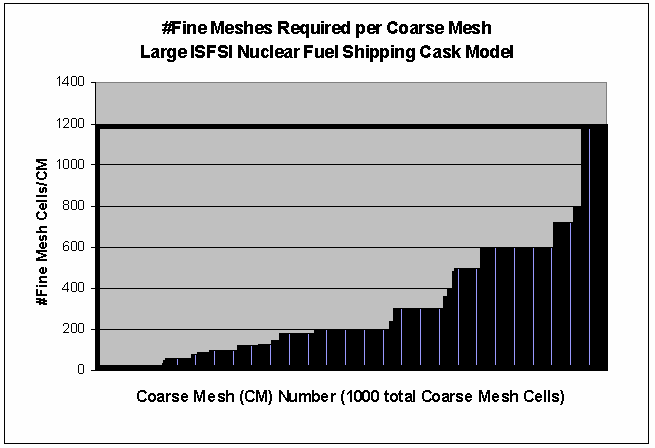 #Fine Meshes Required per Coarse Mesh
Large ISFSI Nuclear Fuel Shipping Cask Model
1400
1200
1000
800
600
400
200
0
#Fine Mesh Cells/CM
Coarse Mesh (CM) Number (1000 total Coarse Mesh Cells)